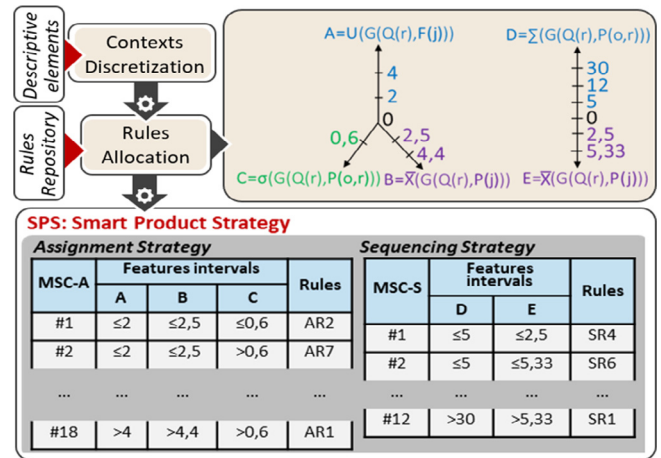 Descriptive elements
Contexts Discretization
Rules Repository
Rules Allocation
A=U(G(Q(r),F(j)))
4
2
0
0,6
2,5
4,4
C=σ(G(Q(r),P(o,r)))
B=X̅(G(Q(r),P(j)))
D=∑(G(Q(r),P(o,r)))
30
12
5
0
2,5
5,33
E=X̅(G(Q(r),P(j)))
SPS: Smart Product Strategy
Assignment Strategy
MSC-A Features intervals Rules
A B C
#1 ≤2 ≤2,5 ≤0,6 AR2
#2 ≤2 ≤2,5 >0,6 AR7
... ... ... ... ...
#18 >4 >4,4 >0,6 AR1
Sequencing Strategy
MSC-S Features intervals Rules
D E
#1 ≤5 ≤2,5 SR4
#2 ≤5 ≤5,33 SR6
... ... ... ...
#12 >30 >5,33 SR1